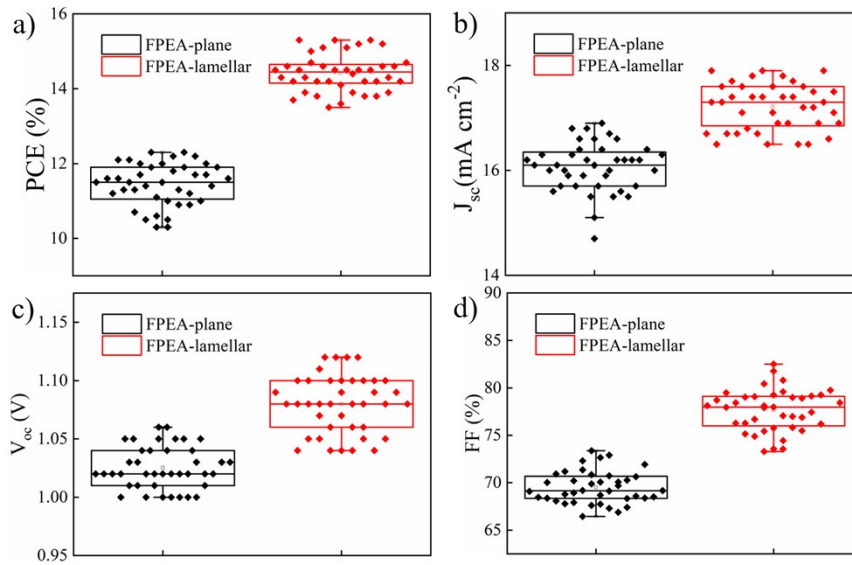 a)
16
14
12
10
PCE (%)
FPEA-plane
FPEA-lamellar
b)
18
16
14
Jsc(mA cm-2)
FPEA-plane
FPEA-lamellar
c)
1.15
1.10
1.05
1.00
0.95
Voc (V)
FPEA-plane
FPEA-lamellar
d)
90
85
80
75
70
65
FF (%)
FPEA-plane
FPEA-lamellar